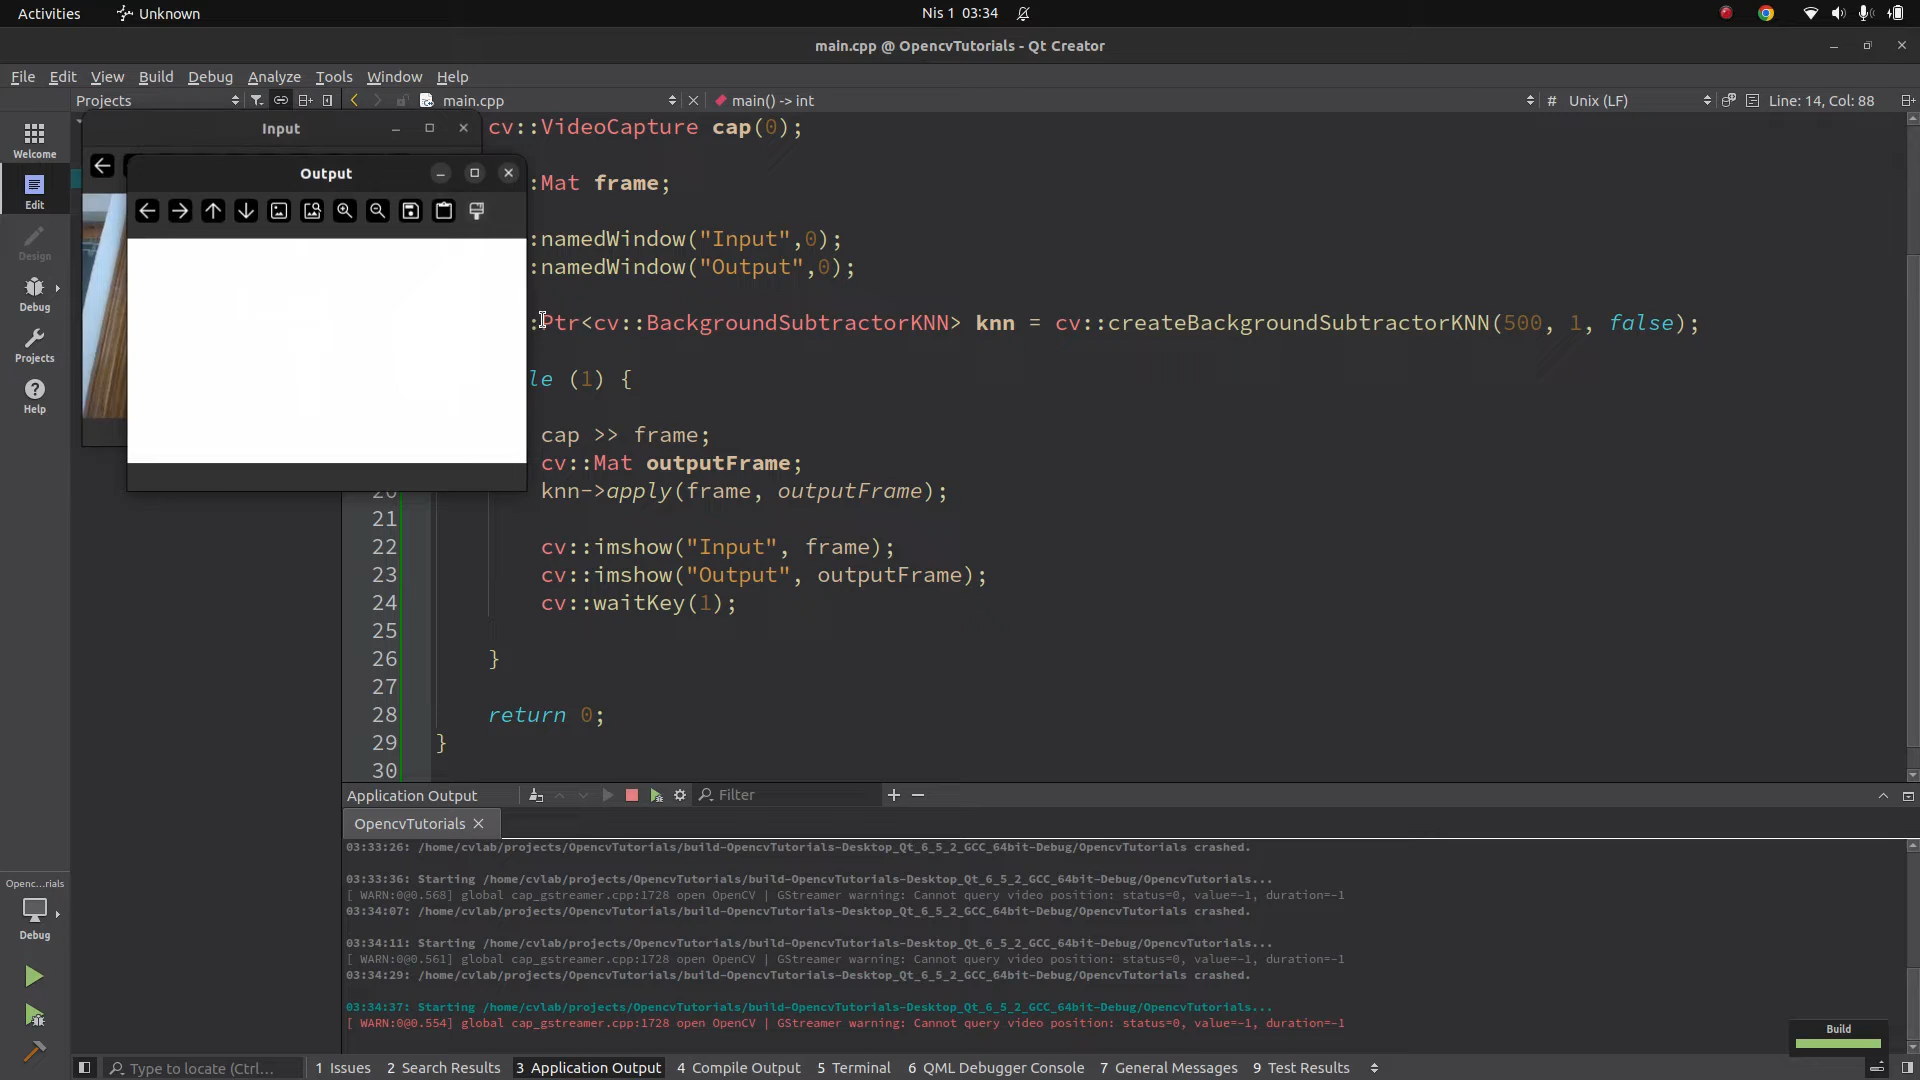 Activities
Unknown
Nis 1 03:34
main.cpp @ OpencvTutorials - Qt Creator
File Edit View Build Debug Analyze Tools Window Help
Projects
main.cpp
main() -> int
# Unix (LF)
Line: 14, Col: 88
Welcome
Edit
Design
Debug
Projects
Help
Input
Output
cv::VideoCapture cap(0);
:Mat frame;
:namedWindow("Input",0);
:namedWindow("Output",0);
:Ptr<cv::BackgroundSubtractorKNN> knn = cv::createBackgroundSubtractorKNN(500, 1, false);
le (1) {
cap >> frame;
cv::Mat outputFrame;
20 knn->apply(frame, outputFrame);
21
22 cv::imshow("Input", frame);
23 cv::imshow("Output", outputFrame);
24 cv::waitKey(1);
25
26 }
27
28 return 0;
29 }
30
Application Output
Filter
OpencvTutorials
03:33:26: /home/cvlab/projects/OpencvTutorials/build-OpencvTutorials-Desktop_Qt_6_5_2_GCC_64bit-Debug/OpencvTutorials crashed.
03:33:36: Starting /home/cvlab/projects/OpencvTutorials/build-OpencvTutorials-Desktop_Qt_6_5_2_GCC_64bit-Debug/OpencvTutorials...
[ WARN:0@0.568] global cap_gstreamer.cpp:1728 open OpenCV | GStreamer warning: Cannot query video position: status=0, value=-1, duration=-1
03:34:07: /home/cvlab/projects/OpencvTutorials/build-OpencvTutorials-Desktop_Qt_6_5_2_GCC_64bit-Debug/OpencvTutorials crashed.
03:34:11: Starting /home/cvlab/projects/OpencvTutorials/build-OpencvTutorials-Desktop_Qt_6_5_2_GCC_64bit-Debug/OpencvTutorials...
[ WARN:0@0.561] global cap_gstreamer.cpp:1728 open OpenCV | GStreamer warning: Cannot query video position: status=0, value=-1, duration=-1
03:34:29: /home/cvlab/projects/OpencvTutorials/build-OpencvTutorials-Desktop_Qt_6_5_2_GCC_64bit-Debug/OpencvTutorials crashed.
03:34:37: Starting /home/cvlab/projects/OpencvTutorials/build-OpencvTutorials-Desktop_Qt_6_5_2_GCC_64bit-Debug/OpencvTutorials...
[ WARN:0@0.554] global cap_gstreamer.cpp:1728 open OpenCV | GStreamer warning: Cannot query video position: status=0, value=-1, duration=-1
Openc...rials
Debug
Build
Type to locate (Ctrl...
1 Issues
2 Search Results
3 Application Output
4 Compile Output
5 Terminal
6 QML Debugger Console
7 General Messages
9 Test Results